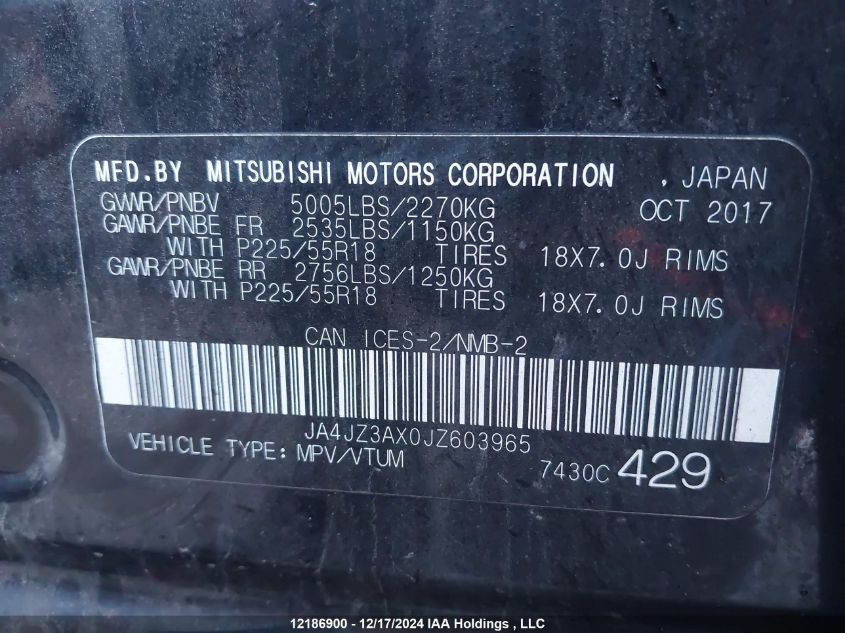 MFD.BY MITSUBISHI MOTORS CORPORATION , JAPAN
GVWR/PNBV 5005LBS/2270KG OCT 2017
GAWR/PNBE FR 2535LBS/1150KG
WITH P225/55R18 TIRES 18X7.0J RIMS
GAWR/PNBE RR 2756LBS/1250KG
WITH P225/55R18 TIRES 18X7.0J RIMS
CAN ICES-2/NMB-2
JA4JZ3AX0JZ603965
VEHICLE TYPE: MPV/VTUM 7430C 429
12186900 - 12/17/2024 IAA Holdings , LLC